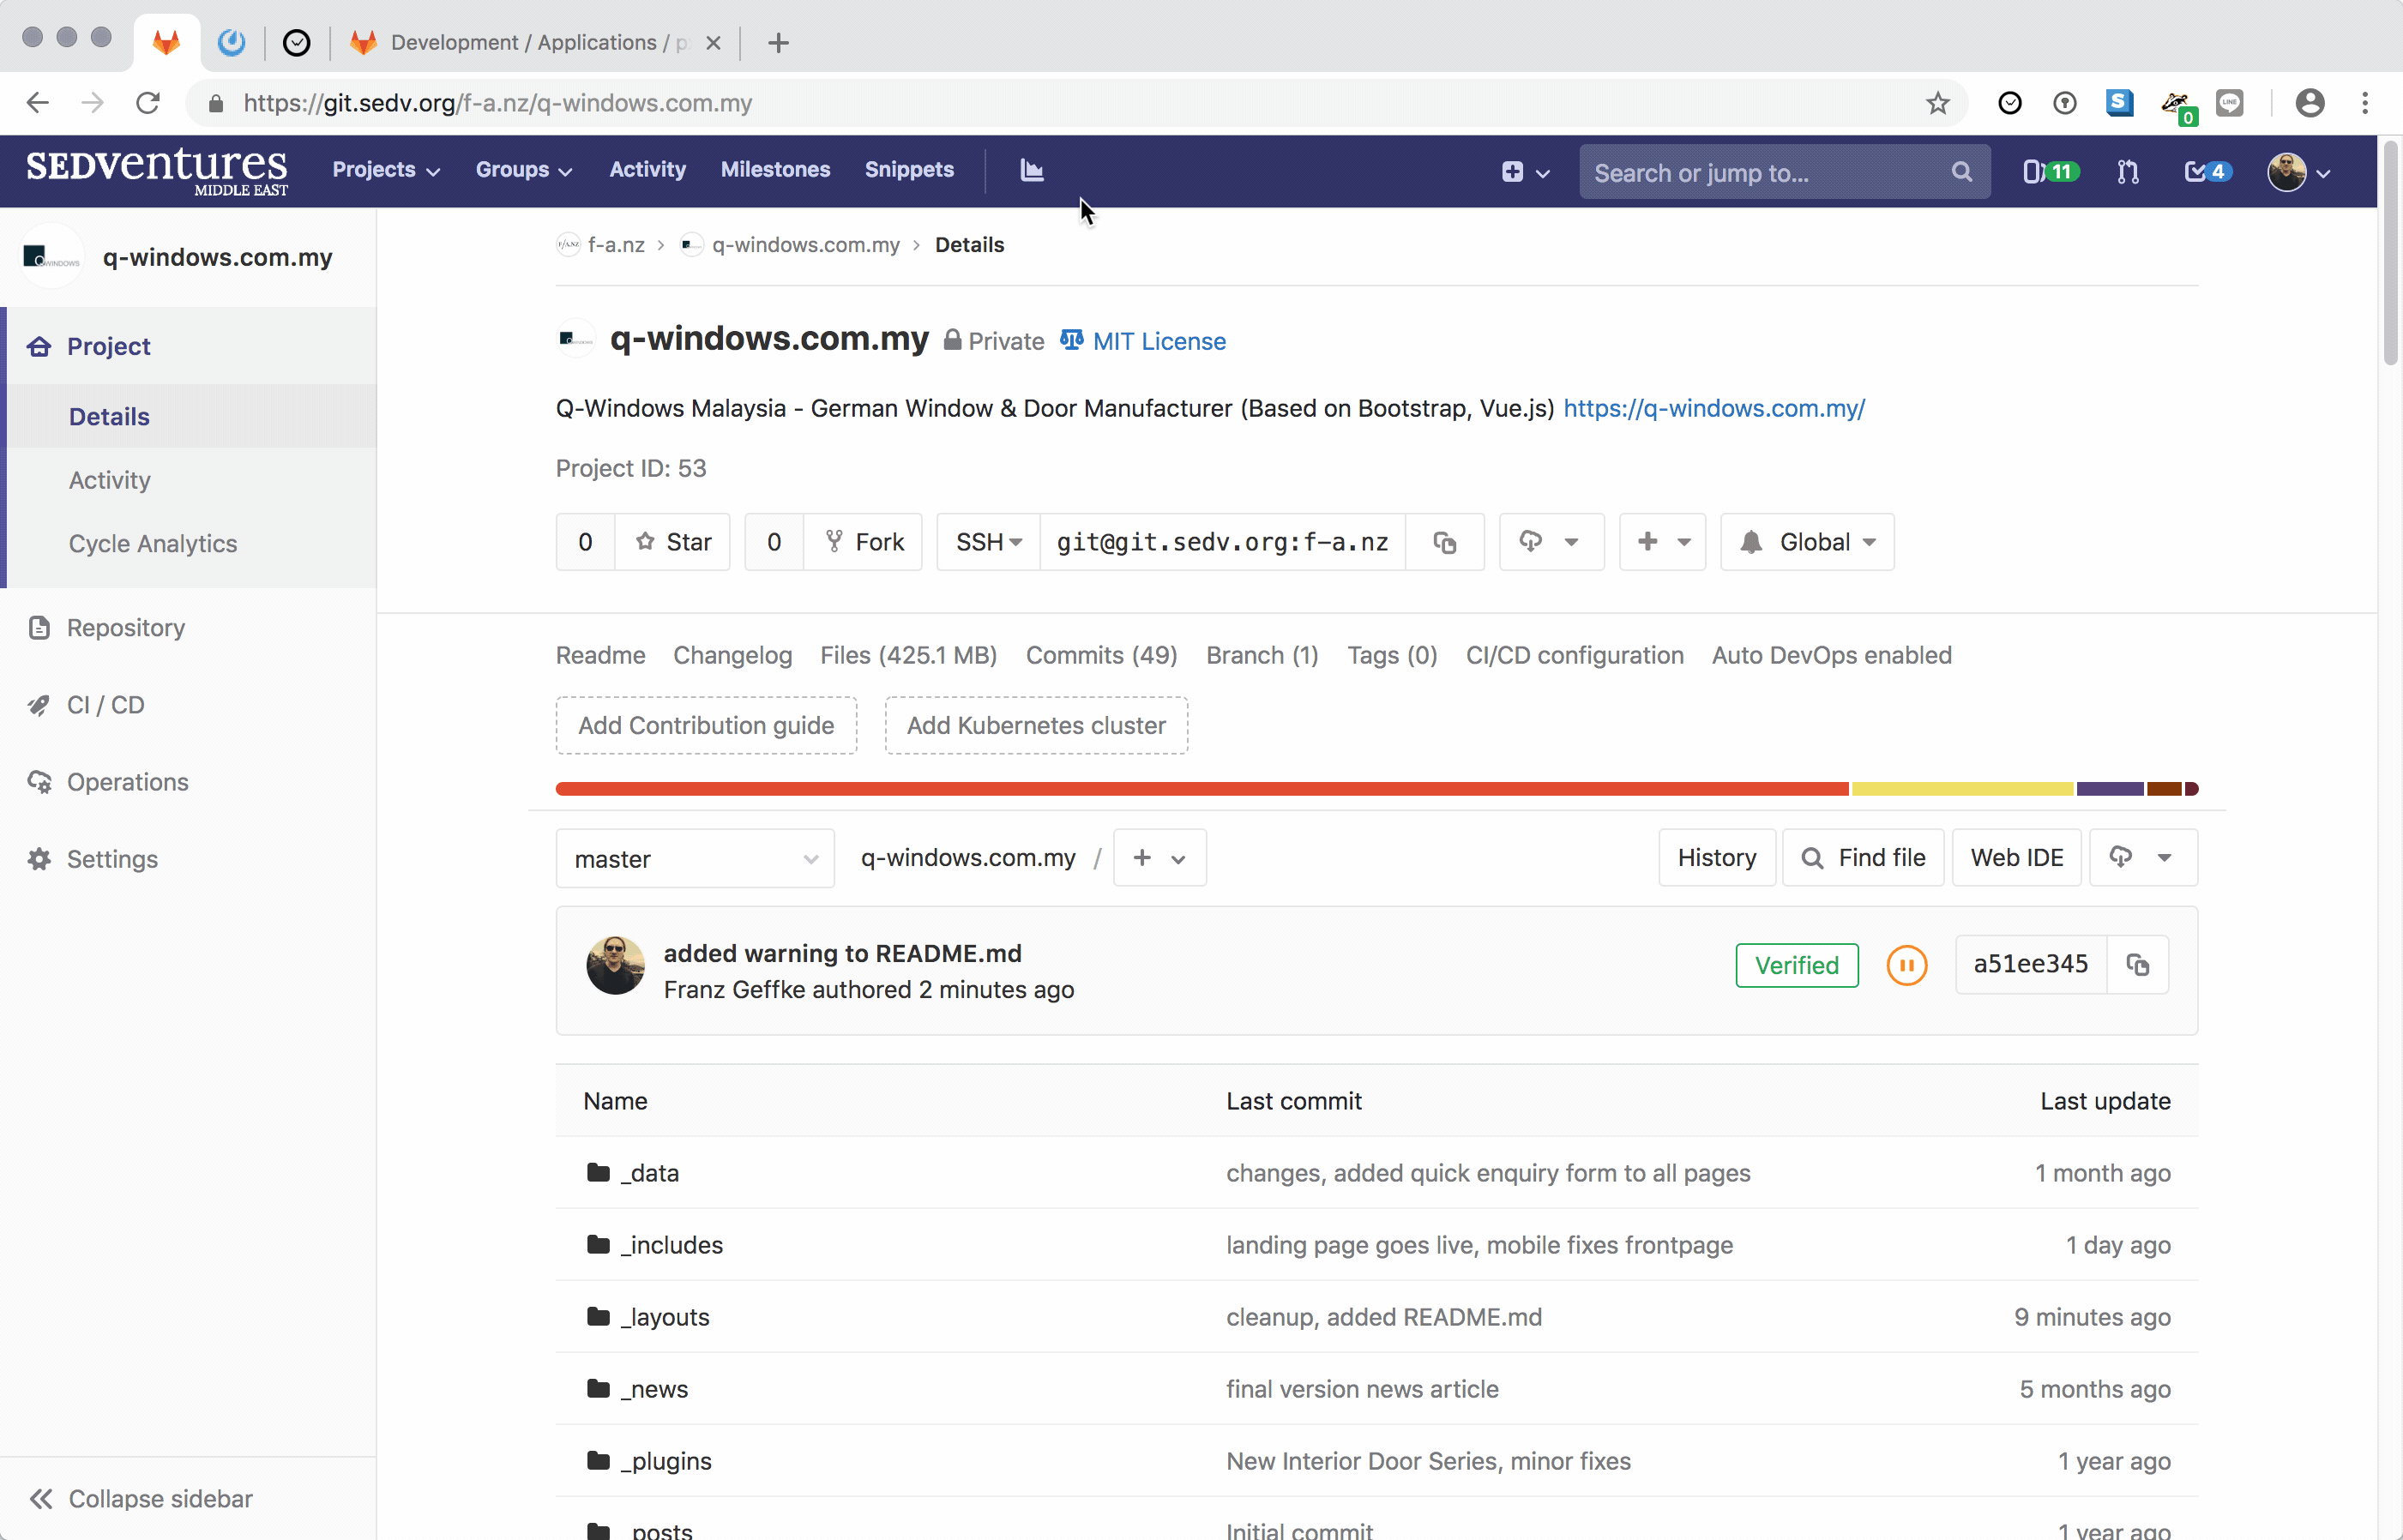 Development / Applications / p
https://git.sedv.org/f-a.nz/q-windows.com.my
0
LINE
SEDVentures
MIDDLE EAST
Projects
Groups
Activity
Milestones
Snippets
Search or jump to...
11
4
q-windows.com.my
Project
Details
Activity
Cycle Analytics
Repository
CI / CD
Operations
Settings
Collapse sidebar
f-a.nz > q-windows.com.my > Details
q-windows.com.my Private MIT License
Q-Windows Malaysia - German Window & Door Manufacturer (Based on Bootstrap, Vue.js) https://q-windows.com.my/
Project ID: 53
0 Star 0 Fork SSH git@git.sedv.org:f-a.nz Global
Readme Changelog Files (425.1 MB) Commits (49) Branch (1) Tags (0) CI/CD configuration Auto DevOps enabled
Add Contribution guide Add Kubernetes cluster
master q-windows.com.my / + History Find file Web IDE
added warning to README.md
Franz Geffke authored 2 minutes ago
Verified a51ee345
Name Last commit Last update
_data changes, added quick enquiry form to all pages 1 month ago
_includes landing page goes live, mobile fixes frontpage 1 day ago
_layouts cleanup, added README.md 9 minutes ago
_news final version news article 5 months ago
_plugins New Interior Door Series, minor fixes 1 year ago
_posts Initial commit 1 year ago